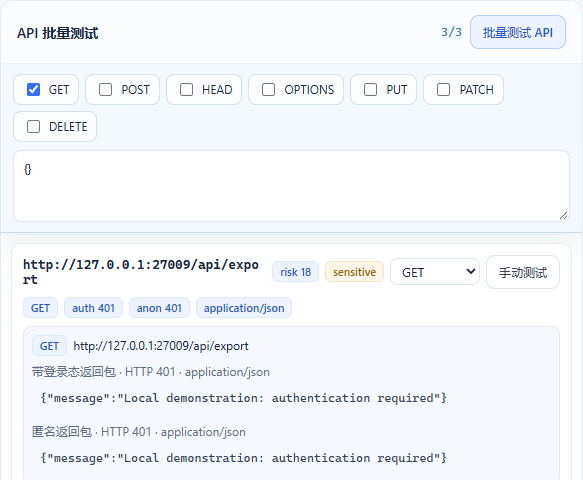 API 批量测试
3/3
批量测试 API
GET
POST
HEAD
OPTIONS
PUT
PATCH
DELETE
{}
http://127.0.0.1:27009/api/expo
rt
risk 18
sensitive
GET
手动测试
GET
auth 401
anon 401
application/json
GET
http://127.0.0.1:27009/api/export
带登录态返回包 · HTTP 401 · application/json
{"message":"Local demonstration: authentication required"}
匿名返回包 · HTTP 401 · application/json
{"message":"Local demonstration: authentication required"}